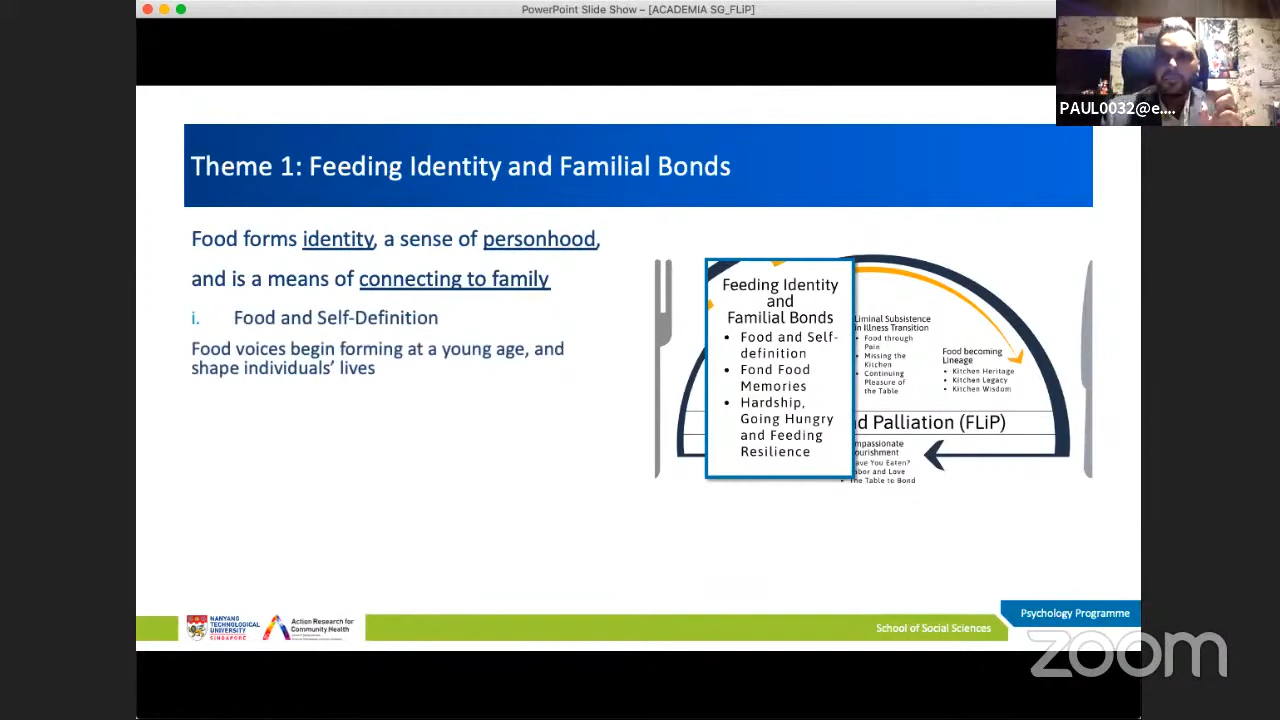 PowerPoint Slide Show – [ACADEMIA SG_FLiP]
PAUL0032@e....
Theme 1: Feeding Identity and Familial Bonds
Food forms identity, a sense of personhood,
and is a means of connecting to family
i. Food and Self-Definition
Food voices begin forming at a young age, and
shape individuals’ lives
Feeding Identity
and
Familial Bonds
• Food and Self-
definition
• Fond Food
Memories
• Hardship,
Going Hungry
and Feeding
Resilience
Liminal Subsistence
in Illness Transition
• Food through
Pain
• Missing the
Kitchen
• Continuing
Pleasure of
the Table
Food becoming
Lineage
• Kitchen Heritage
• Kitchen Legacy
• Kitchen Wisdom
d Palliation (FLiP)
mpassionate
ourishment
ave You Eaten?
bor and Love
• The Table to Bond
NANYANG
TECHNOLOGICAL
UNIVERSITY
SINGAPORE
Action Research for
Community Health
School of Social Sciences
Psychology Programme
zoom